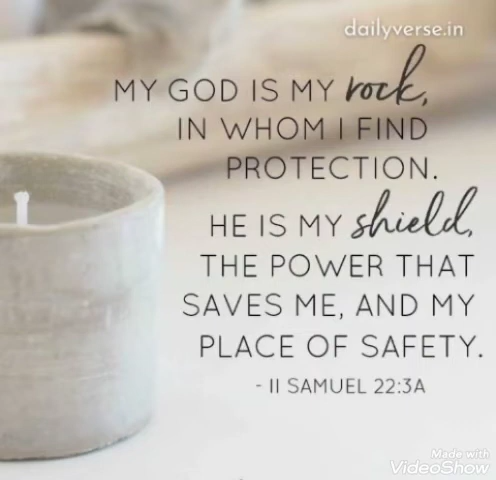 dailyverse.in
MY GOD IS MY rock,
IN WHOM I FIND
PROTECTION.
HE IS MY shield,
THE POWER THAT
SAVES ME, AND MY
PLACE OF SAFETY.
- II SAMUEL 22:3A
Made with
VideoShow